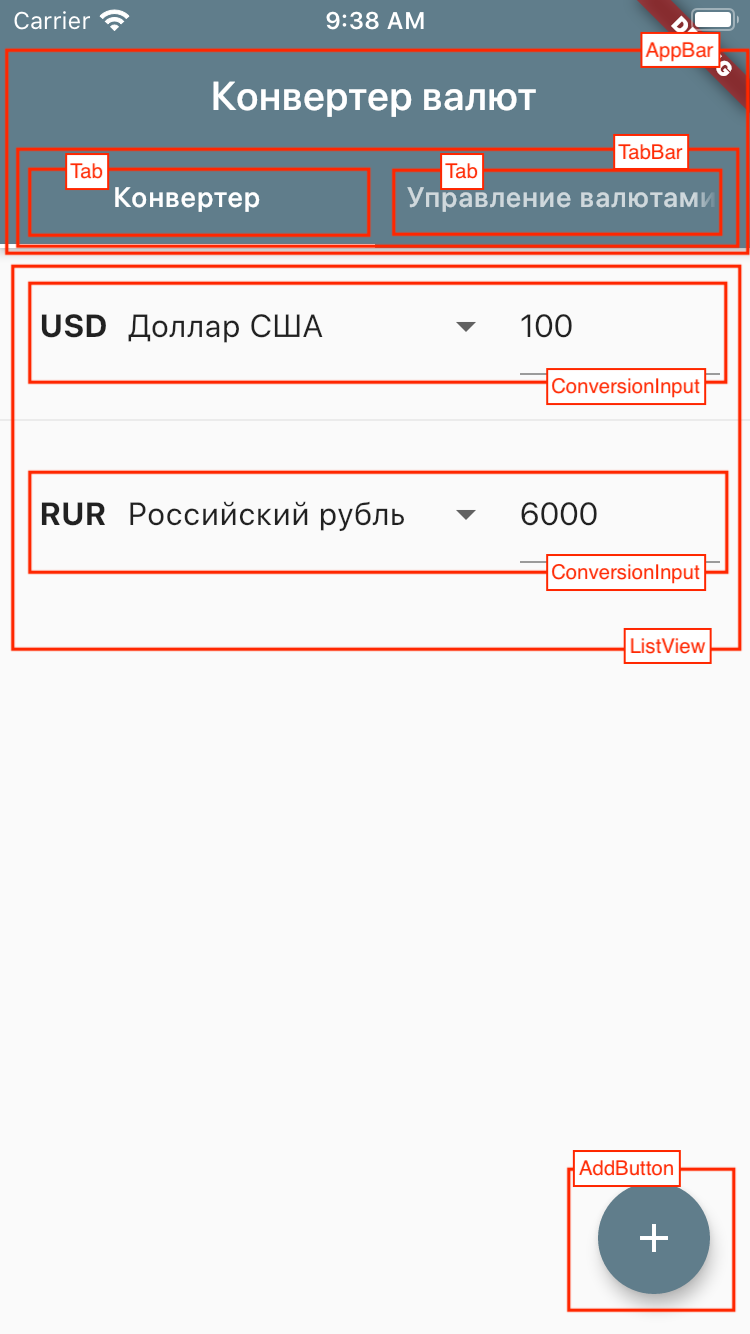 Carrier 9:38 AM
AppBar
Конвертер валют
TabBar
Tab Tab
Конвертер Управление валютами
USD Доллар США 100
ConversionInput
RUR Российский рубль 6000
ConversionInput
ListView
AddButton
+